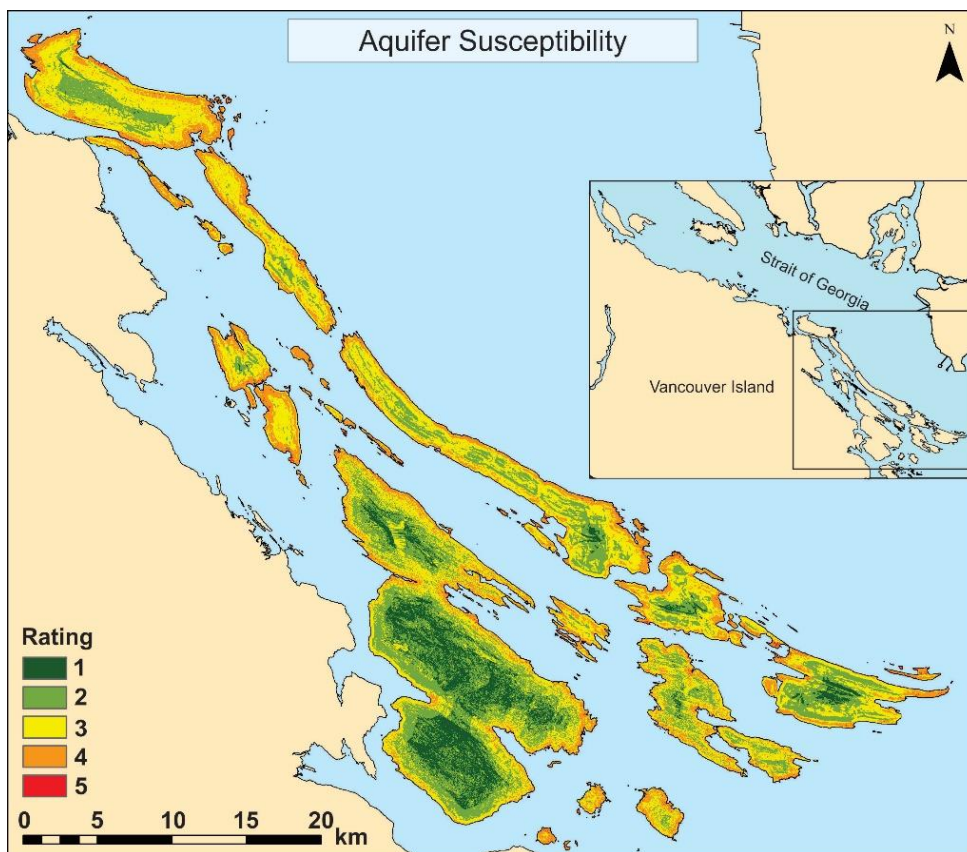 Aquifer Susceptibility
N
Strait of Georgia
Vancouver Island
Rating
1
2
3
4
5
0 5 10 15 20
km